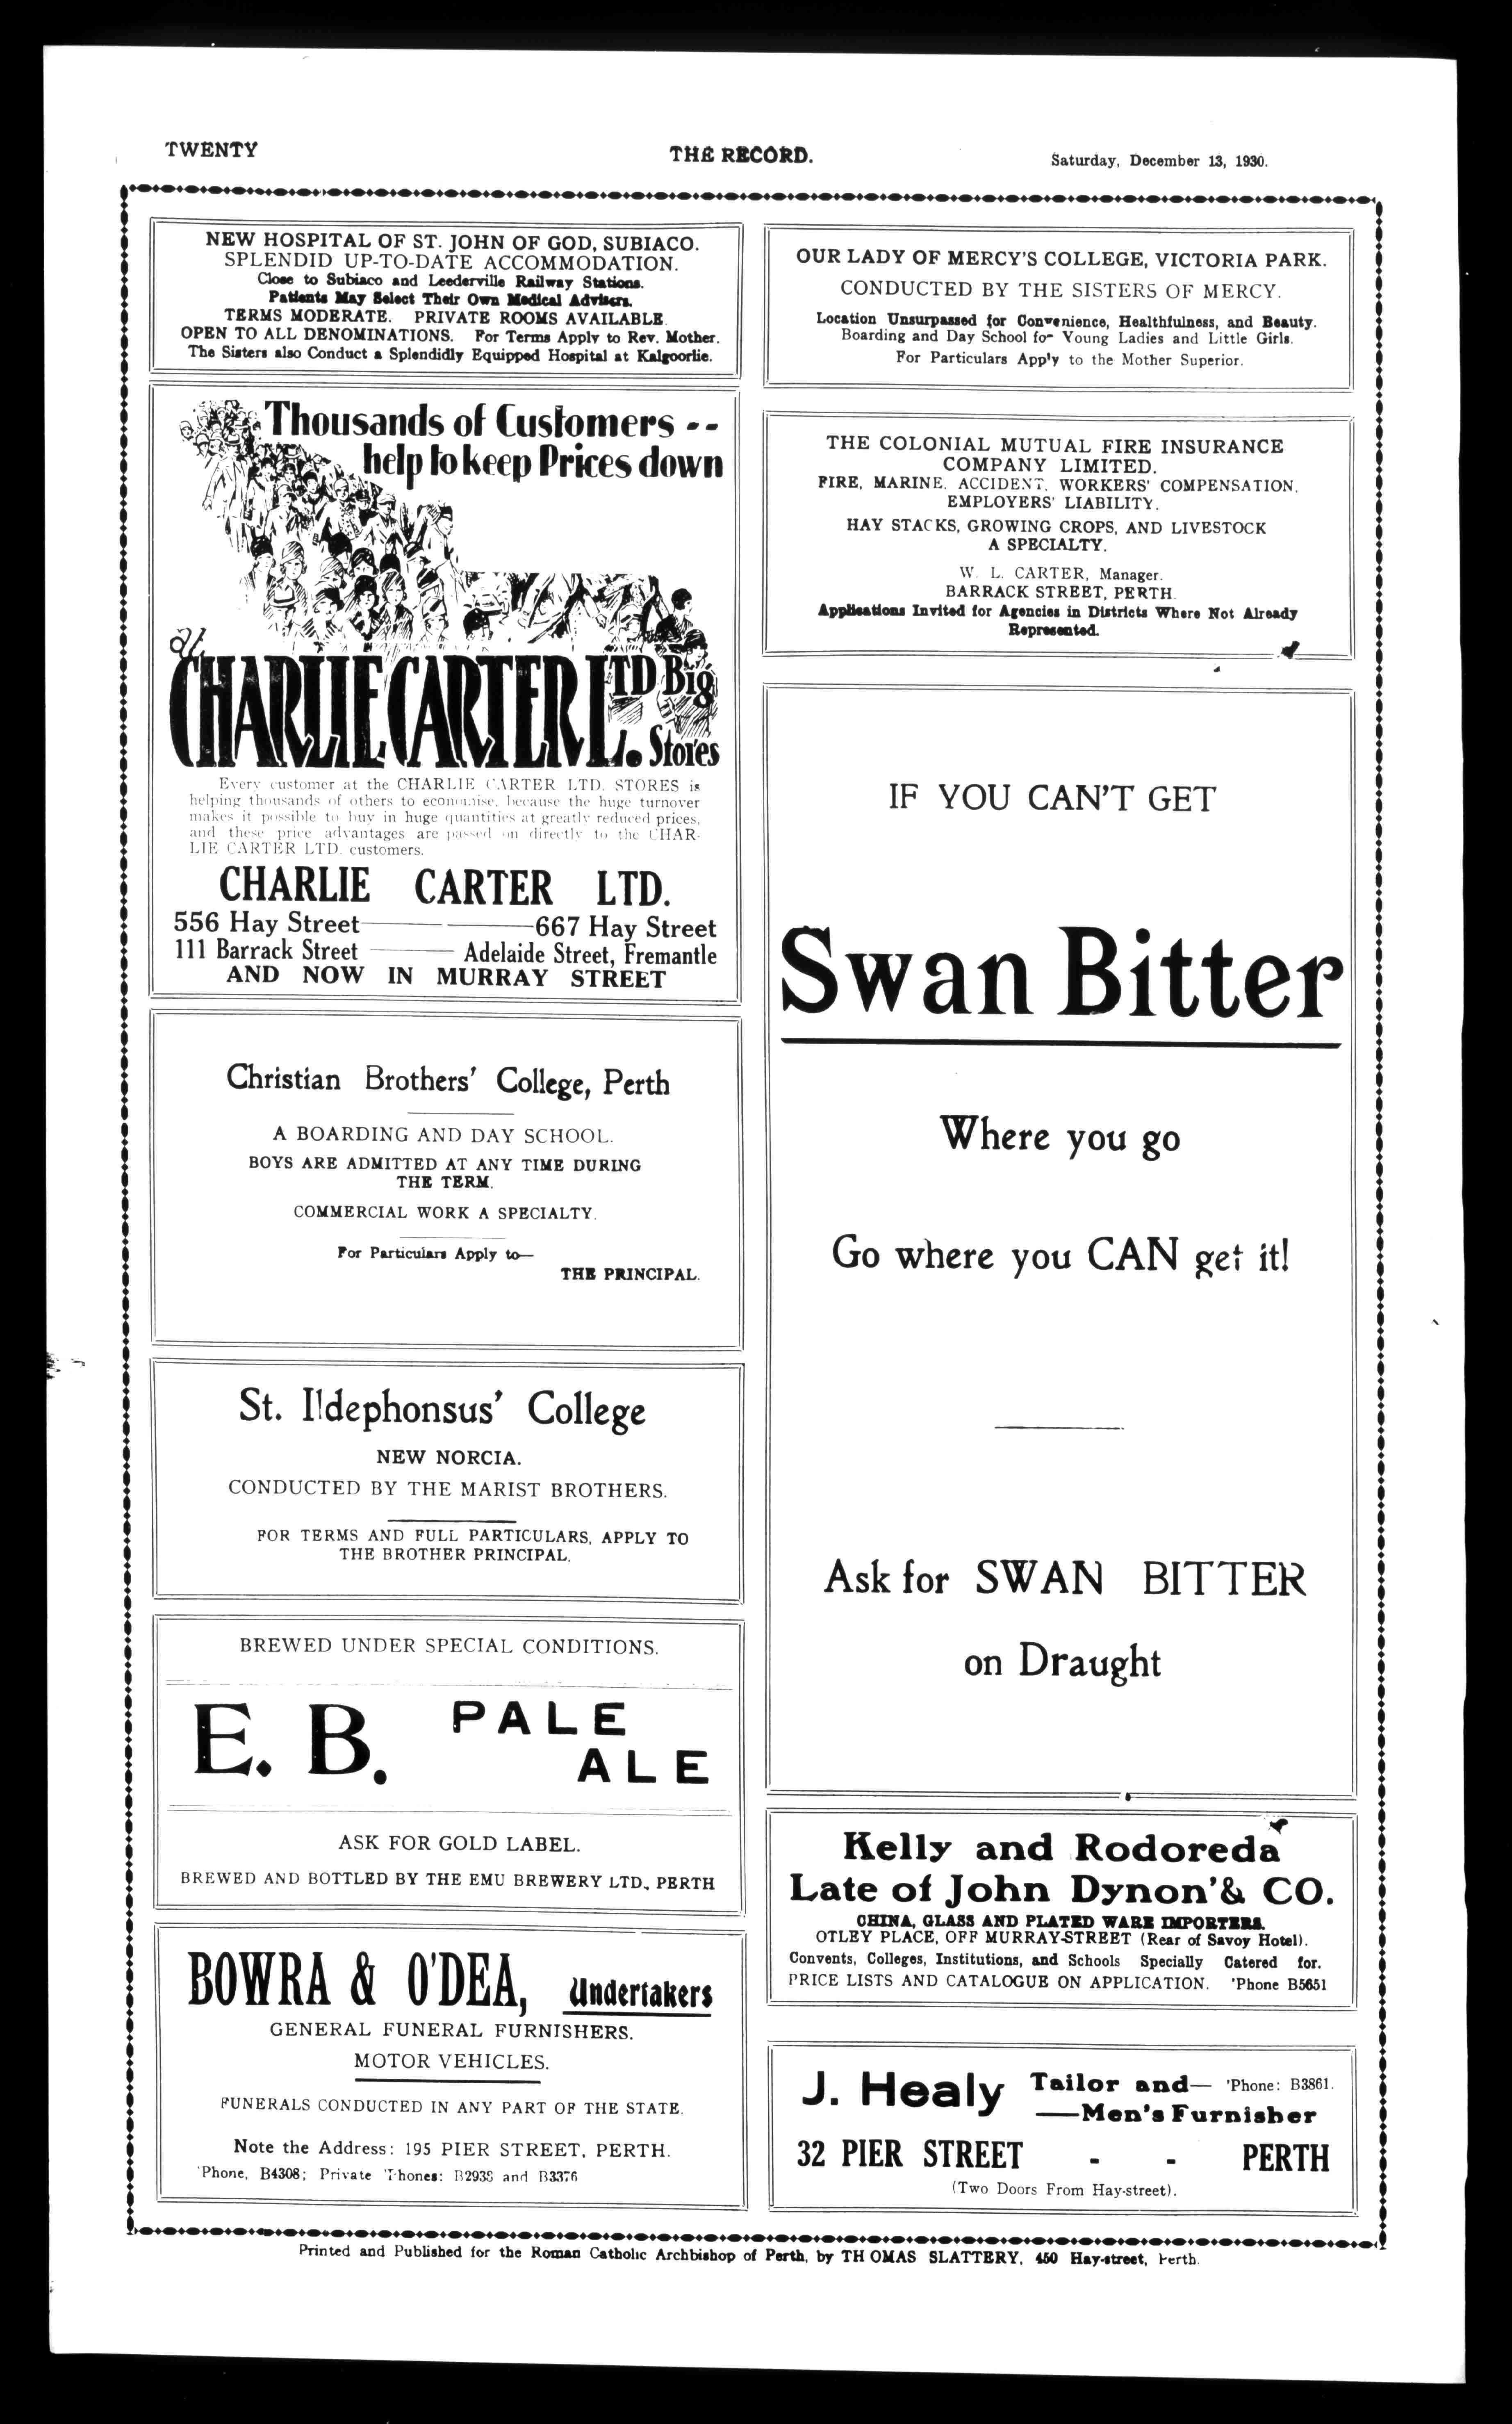 TWENTY
THE RECORD.
Saturday, December 13, 1930.
NEW HOSPITAL OF ST. JOHN OF GOD, SUBIACO.
SPLENDID UP-TO-DATE ACCOMMODATION.
Close to Subiaco and Leederville Railway Stations.
Patients May Select Their Own Medical Advisers.
TERMS MODERATE. PRIVATE ROOMS AVAILABLE
OPEN TO ALL DENOMINATIONS. For Terms Apply to Rev. Mother.
The Sisters also Conduct a Splendidly Equipped Hospital at Kalgoorlie.
Thousands of Customers --
help to keep Prices down
at
CHARLIE CARTER LTD Big
Stores
Every customer at the CHARLIE CARTER LTD. STORES is
helping thousands of others to economise, because the huge turnover
makes it possible to buy in huge quantities at greatly reduced prices,
and these price advantages are passed on directly to the CHAR-
LIE CARTER LTD. customers.
CHARLIE CARTER LTD.
556 Hay Street — — 667 Hay Street
111 Barrack Street — Adelaide Street, Fremantle
AND NOW IN MURRAY STREET
Christian Brothers' College, Perth
A BOARDING AND DAY SCHOOL.
BOYS ARE ADMITTED AT ANY TIME DURING
THE TERM.
COMMERCIAL WORK A SPECIALTY.
For Particulars Apply to—
THE PRINCIPAL.
St. Ildephonsus' College
NEW NORCIA.
CONDUCTED BY THE MARIST BROTHERS.
FOR TERMS AND FULL PARTICULARS, APPLY TO
THE BROTHER PRINCIPAL.
BREWED UNDER SPECIAL CONDITIONS.
E. B. PALE
ALE
ASK FOR GOLD LABEL.
BREWED AND BOTTLED BY THE EMU BREWERY LTD., PERTH
BOWRA & O'DEA, Undertakers
GENERAL FUNERAL FURNISHERS.
MOTOR VEHICLES.
FUNERALS CONDUCTED IN ANY PART OF THE STATE.
Note the Address: 195 PIER STREET, PERTH.
'Phone, B4308; Private 'Phones: B2938 and B3376
OUR LADY OF MERCY'S COLLEGE, VICTORIA PARK.
CONDUCTED BY THE SISTERS OF MERCY.
Location Unsurpassed for Convenience, Healthfulness, and Beauty.
Boarding and Day School for Young Ladies and Little Girls.
For Particulars App'y to the Mother Superior.
THE COLONIAL MUTUAL FIRE INSURANCE
COMPANY LIMITED.
FIRE, MARINE, ACCIDENT, WORKERS' COMPENSATION,
EMPLOYERS' LIABILITY.
HAY STACKS, GROWING CROPS, AND LIVESTOCK
A SPECIALTY.
W. L. CARTER, Manager.
BARRACK STREET, PERTH.
Applications Invited for Agencies in Districts Where Not Already
Represented.
IF YOU CAN'T GET
Swan Bitter
Where you go
Go where you CAN get it!
Ask for SWAN BITTER
on Draught
Kelly and Rodoreda
Late of John Dynon'& CO.
CHINA, GLASS AND PLATED WARE IMPORTERS.
OTLEY PLACE, OFF MURRAY-STREET (Rear of Savoy Hotel).
Convents, Colleges, Institutions, and Schools Specially Catered for.
PRICE LISTS AND CATALOGUE ON APPLICATION. 'Phone B5651
J. Healy Tailor and— 'Phone: B3861.
—Men's Furnisher
32 PIER STREET - - PERTH
(Two Doors From Hay-street).
Printed and Published for the Roman Catholic Archbishop of Perth, by TH OMAS SLATTERY, 450 Hay-street, Perth.